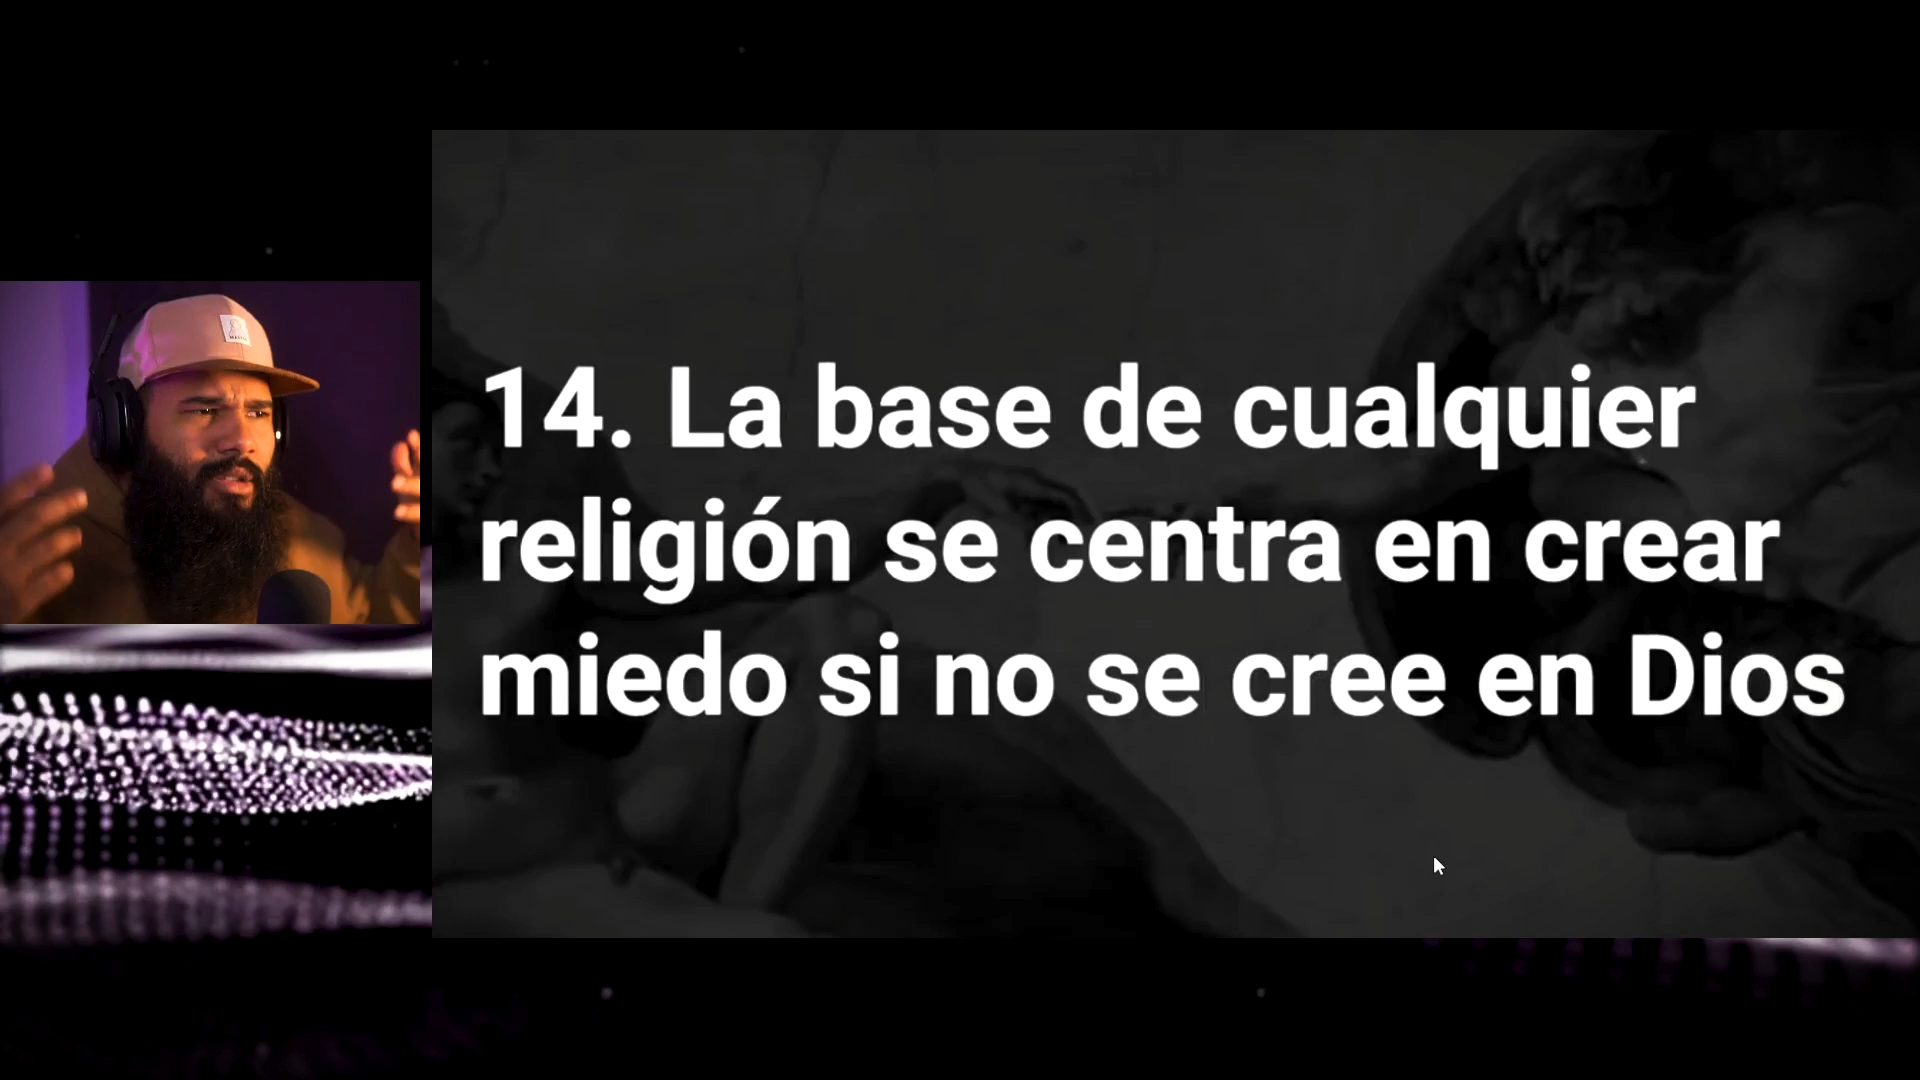 14. La base de cualquier
religión se centra en crear
miedo si no se cree en Dios